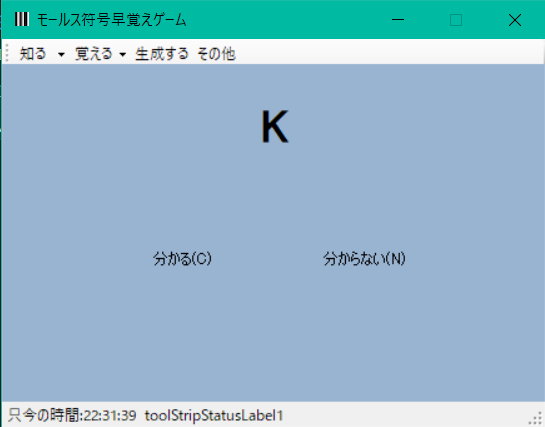 モールス符号早覚えゲーム
知る 覚える 生成する その他
K
分かる(C) 分からない(N)
只今の時間:22:31:39 toolStripStatusLabel1